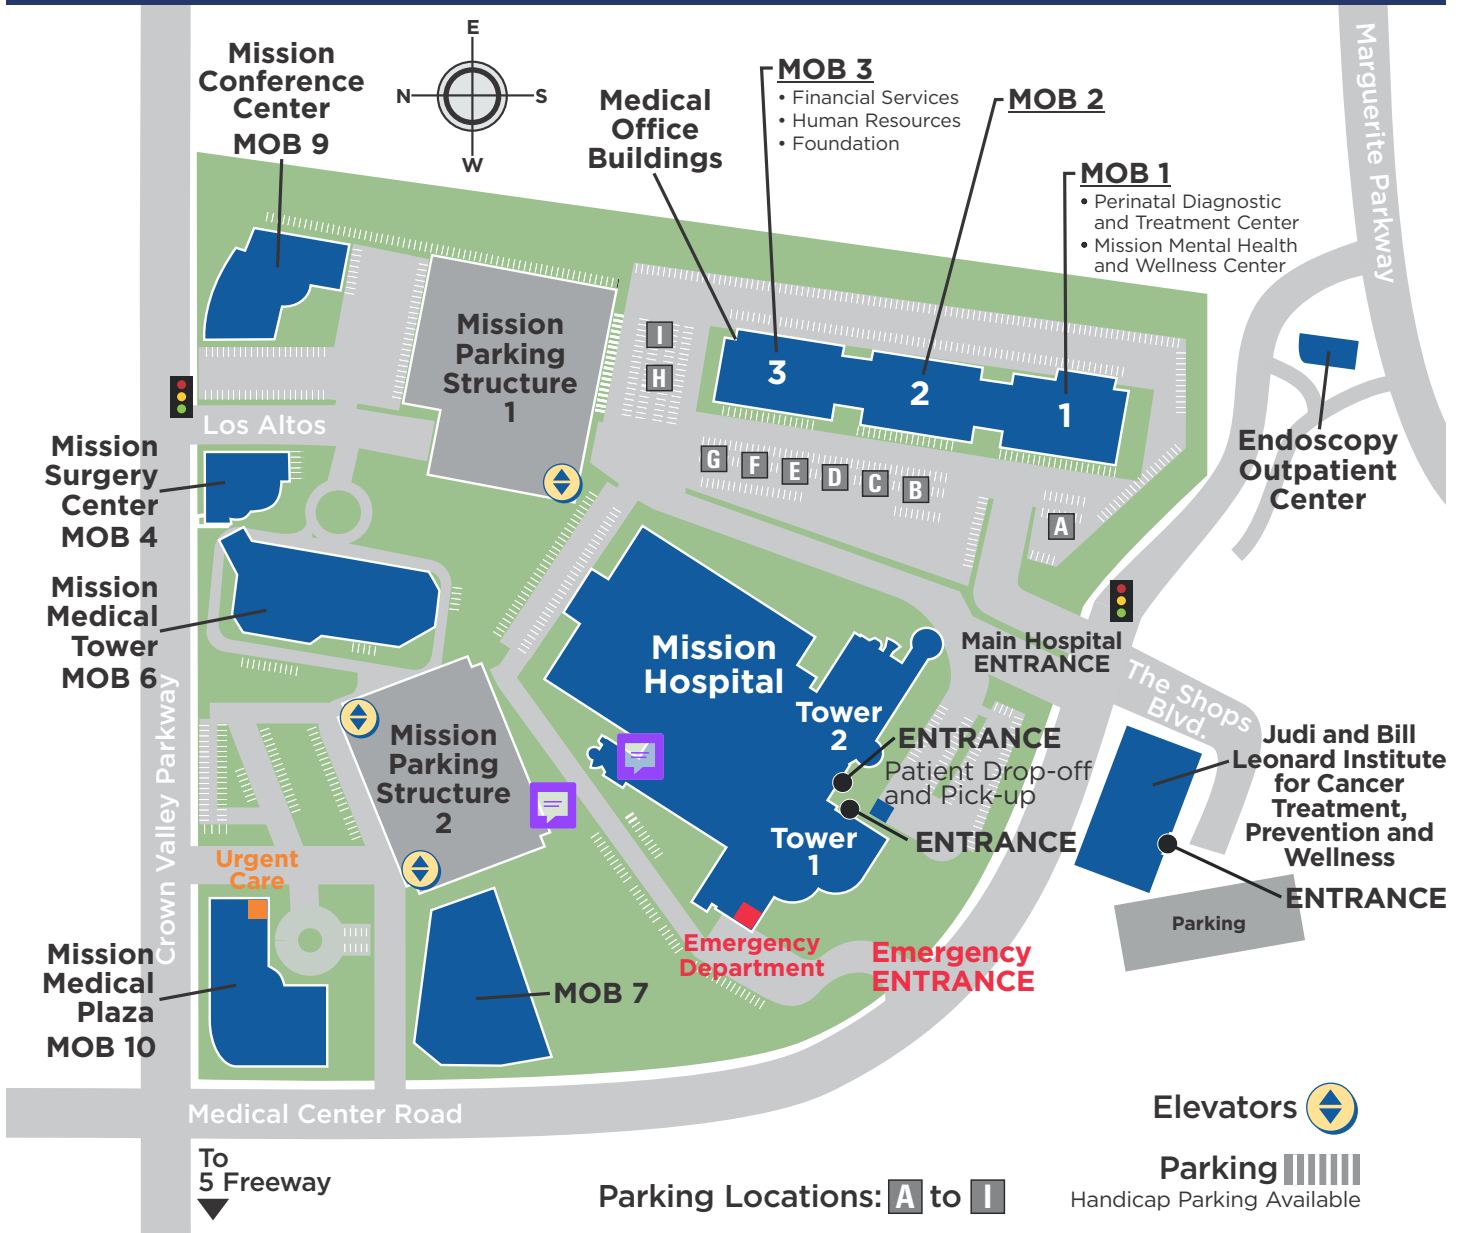 E
N
S
W
Mission
Conference
Center
MOB 9
Medical
Office
Buildings
MOB 3
• Financial Services
• Human Resources
• Foundation
MOB 2
MOB 1
• Perinatal Diagnostic
and Treatment Center
• Mission Mental Health
and Wellness Center
Marguerite Parkway
Mission
Parking
Structure
1
I
H
3
2
1
G
F
E
D
C
B
A
Los Altos
Endoscopy
Outpatient
Center
Mission
Surgery
Center
MOB 4
Mission
Medical
Tower
MOB 6
Crown Valley Parkway
Mission
Hospital
Tower
2
Tower
1
Main Hospital
ENTRANCE
The Shops
Blvd.
ENTRANCE
Patient Drop-off
and Pick-up
ENTRANCE
Judi and Bill
Leonard Institute
for Cancer
Treatment,
Prevention and
Wellness
ENTRANCE
Parking
Mission
Parking
Structure
2
Urgent
Care
Emergency
Department
Emergency
ENTRANCE
Mission
Medical
Plaza
MOB 10
MOB 7
Medical Center Road
To
5 Freeway
Elevators
Parking
Handicap Parking Available
Parking Locations: A to I